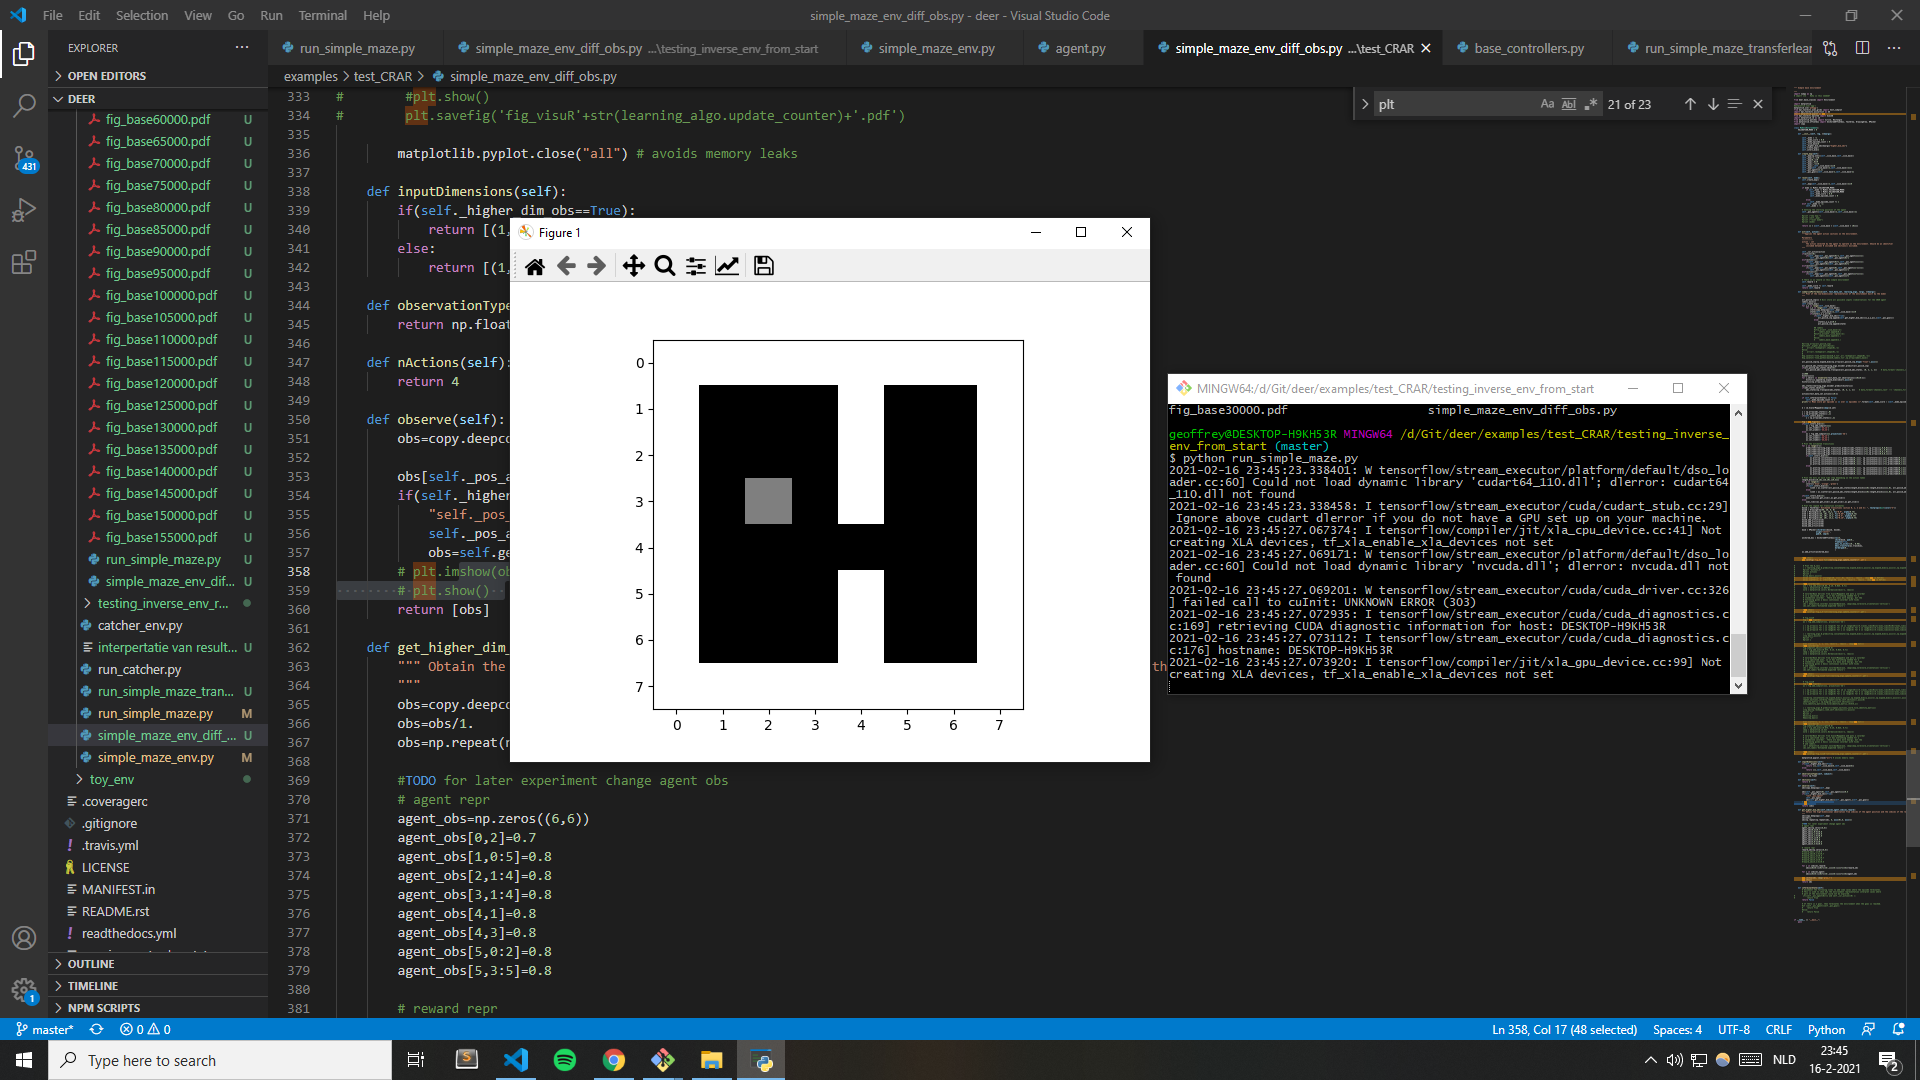 File Edit Selection View Go Run Terminal Help
simple_maze_env_diff_obs.py - deer - Visual Studio Code
EXPLORER
run_simple_maze.py
simple_maze_env_diff_obs.py ...\testing_inverse_env_from_start
simple_maze_env.py
agent.py
simple_maze_env_diff_obs.py ...\test_CRAR
base_controllers.py
run_simple_maze_transferlear
OPEN EDITORS
examples > test_CRAR > simple_maze_env_diff_obs.py
DEER
fig_base60000.pdf U
fig_base65000.pdf U
fig_base70000.pdf U
fig_base75000.pdf U
fig_base80000.pdf U
fig_base85000.pdf U
fig_base90000.pdf U
fig_base95000.pdf U
fig_base100000.pdf U
fig_base105000.pdf U
fig_base110000.pdf U
fig_base115000.pdf U
fig_base120000.pdf U
fig_base125000.pdf U
fig_base130000.pdf U
fig_base135000.pdf U
fig_base140000.pdf U
fig_base145000.pdf U
fig_base150000.pdf U
fig_base155000.pdf U
run_simple_maze.py U
simple_maze_env_dif... U
testing_inverse_env_r...
catcher_env.py
interpertatie van result... U
run_catcher.py
run_simple_maze_tran... U
run_simple_maze.py M
simple_maze_env_diff_... U
simple_maze_env.py M
toy_env
.coveragerc
.gitignore
.travis.yml
LICENSE
MANIFEST.in
README.rst
readthedocs.yml
OUTLINE
TIMELINE
NPM SCRIPTS
431
1
plt
Aa Abl .*
21 of 23
333 # #plt.show()
334 # plt.savefig('fig_visuR'+str(learning_algo.update_counter)+'.pdf')
335
336 matplotlib.pyplot.close("all") # avoids memory leaks
337
338 def inputDimensions(self):
339 if(self._higher_dim_obs==True):
340 return [(1,
341 else:
342 return [(1,
343
344 def observationType
345 return np.float
346
347 def nActions(self):
348 return 4
349
350 def observe(self):
351 obs=copy.deepco
352
353 obs[self._pos_a
354 if(self._higher
355 "self._pos_
356 self._pos_a
357 obs=self.ge
358 # plt.imshow(ob
359 # plt.show()
360 return [obs]
361
362 def get_higher_dim_
363 """ Obtain the th
364 """
365 obs=copy.deepco
366 obs=obs/1.
367 obs=np.repeat(n
368
369 #TODO for later experiment change agent obs
370 # agent repr
371 agent_obs=np.zeros((6,6))
372 agent_obs[0,2]=0.7
373 agent_obs[1,0:5]=0.8
374 agent_obs[2,1:4]=0.8
375 agent_obs[3,1:4]=0.8
376 agent_obs[4,1]=0.8
377 agent_obs[4,3]=0.8
378 agent_obs[5,0:2]=0.8
379 agent_obs[5,3:5]=0.8
380
381 # reward repr
Figure 1
0
1
2
3
4
5
6
7
0 1 2 3 4 5 6 7
MINGW64:/d/Git/deer/examples/test_CRAR/testing_inverse_env_from_start
fig_base30000.pdf simple_maze_env_diff_obs.py
geoffrey@DESKTOP-H9KH53R MINGW64 /d/Git/deer/examples/test_CRAR/testing_inverse_
env_from_start (master)
$ python run_simple_maze.py
2021-02-16 23:45:23.338401: W tensorflow/stream_executor/platform/default/dso_lo
ader.cc:60] Could not load dynamic library 'cudart64_110.dll'; dlerror: cudart64
_110.dll not found
2021-02-16 23:45:23.338458: I tensorflow/stream_executor/cuda/cudart_stub.cc:29]
Ignore above cudart dlerror if you do not have a GPU set up on your machine.
2021-02-16 23:45:27.067374: I tensorflow/compiler/jit/xla_cpu_device.cc:41] Not
creating XLA devices, tf_xla_enable_xla_devices not set
2021-02-16 23:45:27.069171: W tensorflow/stream_executor/platform/default/dso_lo
ader.cc:60] Could not load dynamic library 'nvcuda.dll'; dlerror: nvcuda.dll not
found
2021-02-16 23:45:27.069201: W tensorflow/stream_executor/cuda/cuda_driver.cc:326
] failed call to cuInit: UNKNOWN ERROR (303)
2021-02-16 23:45:27.072935: I tensorflow/stream_executor/cuda/cuda_diagnostics.c
c:169] retrieving CUDA diagnostic information for host: DESKTOP-H9KH53R
2021-02-16 23:45:27.073112: I tensorflow/stream_executor/cuda/cuda_diagnostics.c
c:176] hostname: DESKTOP-H9KH53R
2021-02-16 23:45:27.073920: I tensorflow/compiler/jit/xla_gpu_device.cc:99] Not
creating XLA devices, tf_xla_enable_xla_devices not set
master* 0 0
Ln 358, Col 17 (48 selected) Spaces: 4 UTF-8 CRLF Python
Type here to search
NLD
23:45
16-2-2021
2